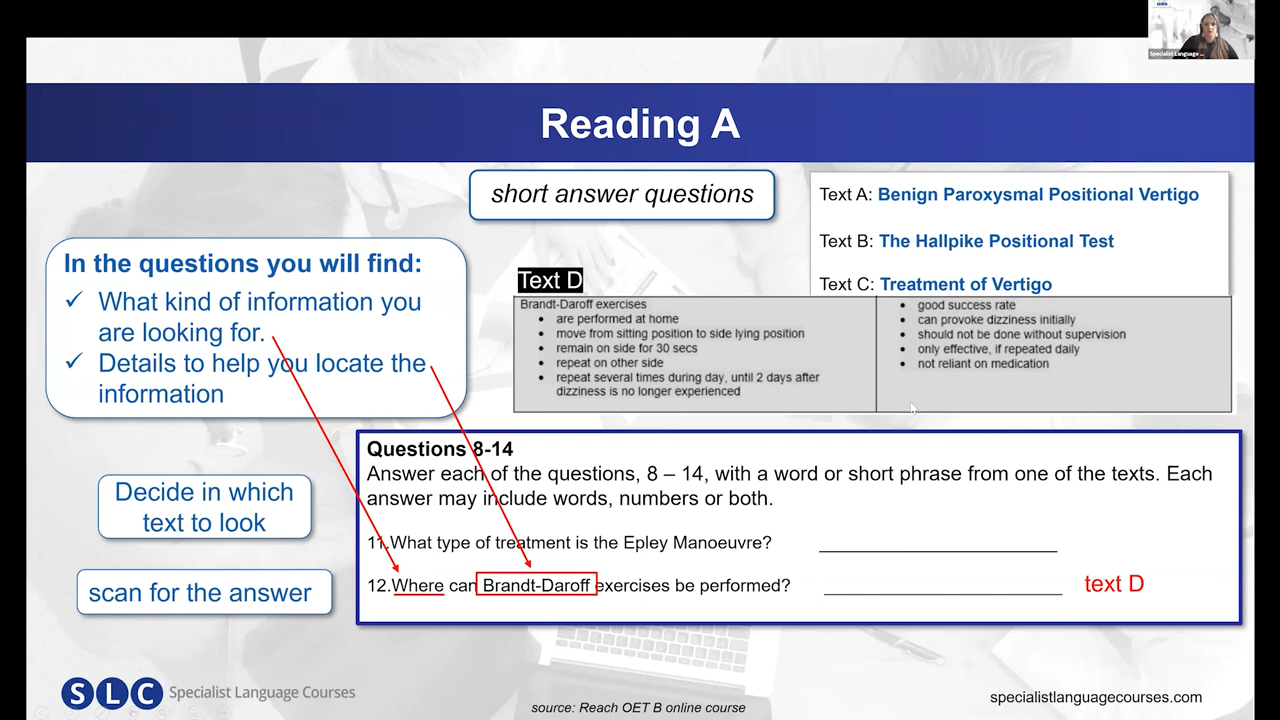 Specialist Language ...
Reading A
short answer questions
Text A: Benign Paroxysmal Positional Vertigo
Text B: The Hallpike Positional Test
Text C: Treatment of Vertigo
In the questions you will find:
✓ What kind of information you
are looking for.
✓ Details to help you locate the
information
Text D
Brandt-Daroff exercises
• are performed at home
• move from sitting position to side lying position
• remain on side for 30 secs
• repeat on other side
• repeat several times during day, until 2 days after
dizziness is no longer experienced
• good success rate
• can provoke dizziness initially
• should not be done without supervision
• only effective, if repeated daily
• not reliant on medication
Decide in which
text to look
scan for the answer
Questions 8-14
Answer each of the questions, 8 – 14, with a word or short phrase from one of the texts. Each
answer may include words, numbers or both.
11.What type of treatment is the Epley Manoeuvre?
12.Where can Brandt-Daroff exercises be performed? text D
SLC Specialist Language Courses
source: Reach OET B online course
specialistlanguagecourses.com